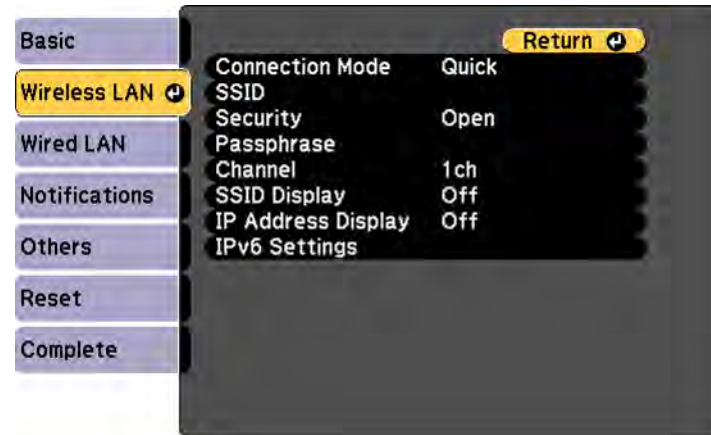 Basic
Wireless LAN
Wired LAN
Notifications
Others
Reset
Complete
Return
Connection Mode Quick
SSID
Security Open
Passphrase
Channel 1ch
SSID Display Off
IP Address Display Off
IPv6 Settings